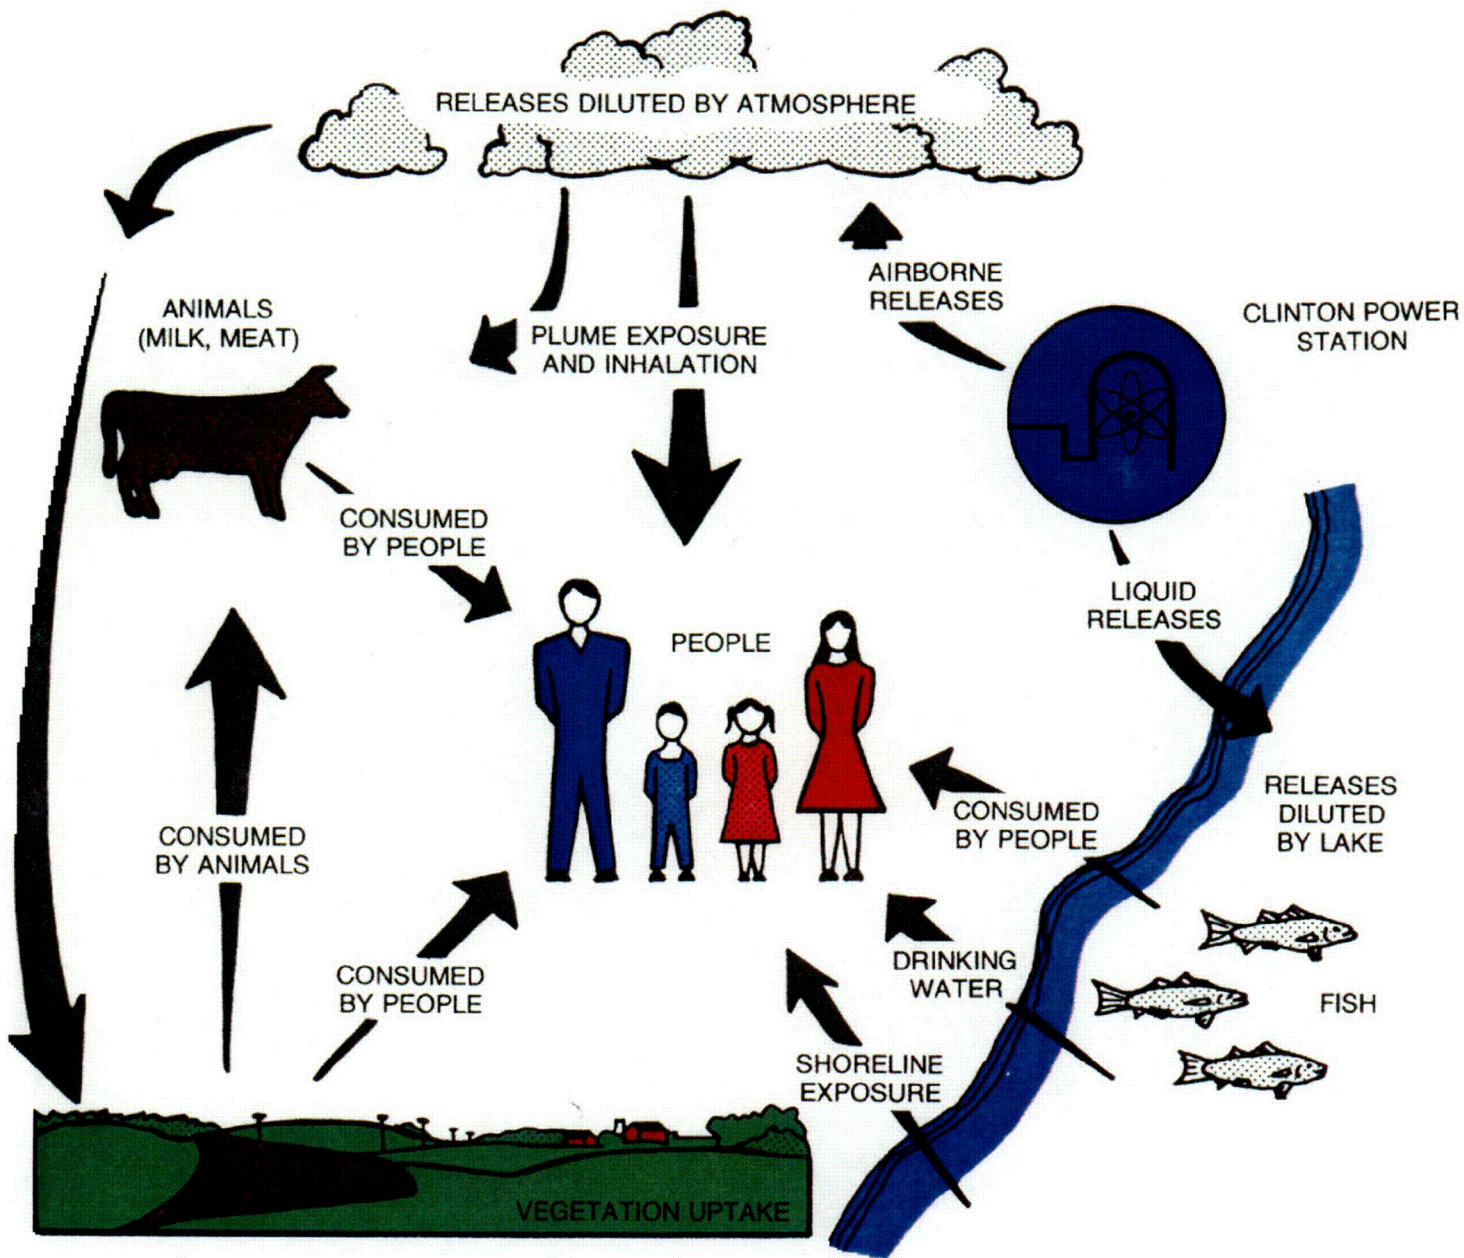 RELEASES DILUTED BY ATMOSPHERE
AIRBORNE
RELEASES
CLINTON POWER
STATION
ANIMALS
(MILK, MEAT)
PLUME EXPOSURE
AND INHALATION
CONSUMED
BY PEOPLE
LIQUID
RELEASES
PEOPLE
RELEASES
DILUTED
BY LAKE
CONSUMED
BY PEOPLE
CONSUMED
BY ANIMALS
DRINKING
WATER
CONSUMED
BY PEOPLE
FISH
SHORELINE
EXPOSURE
VEGETATION UPTAKE